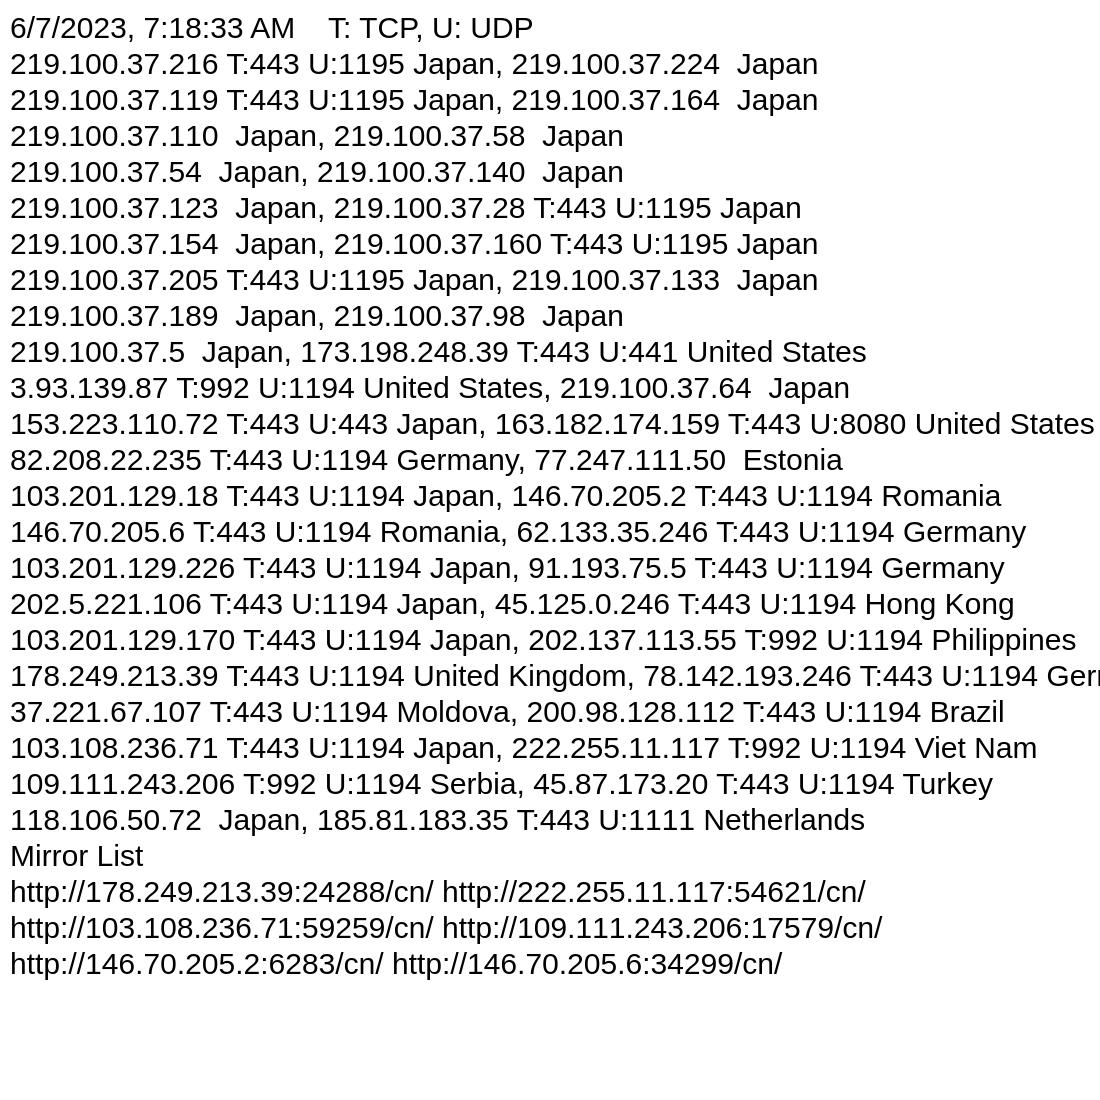 6/7/2023, 7:18:33 AM    T: TCP, U: UDP
219.100.37.216 T:443 U:1195 Japan, 219.100.37.224  Japan
219.100.37.119 T:443 U:1195 Japan, 219.100.37.164  Japan
219.100.37.110  Japan, 219.100.37.58  Japan
219.100.37.54  Japan, 219.100.37.140  Japan
219.100.37.123  Japan, 219.100.37.28 T:443 U:1195 Japan
219.100.37.154  Japan, 219.100.37.160 T:443 U:1195 Japan
219.100.37.205 T:443 U:1195 Japan, 219.100.37.133  Japan
219.100.37.189  Japan, 219.100.37.98  Japan
219.100.37.5  Japan, 173.198.248.39 T:443 U:441 United States
3.93.139.87 T:992 U:1194 United States, 219.100.37.64  Japan
153.223.110.72 T:443 U:443 Japan, 163.182.174.159 T:443 U:8080 United States
82.208.22.235 T:443 U:1194 Germany, 77.247.111.50  Estonia
103.201.129.18 T:443 U:1194 Japan, 146.70.205.2 T:443 U:1194 Romania
146.70.205.6 T:443 U:1194 Romania, 62.133.35.246 T:443 U:1194 Germany
103.201.129.226 T:443 U:1194 Japan, 91.193.75.5 T:443 U:1194 Germany
202.5.221.106 T:443 U:1194 Japan, 45.125.0.246 T:443 U:1194 Hong Kong
103.201.129.170 T:443 U:1194 Japan, 202.137.113.55 T:992 U:1194 Philippines
178.249.213.39 T:443 U:1194 United Kingdom, 78.142.193.246 T:443 U:1194
37.221.67.107 T:443 U:1194 Moldova, 200.98.128.112 T:443 U:1194 Brazil
103.108.236.71 T:443 U:1194 Japan, 222.255.11.117 T:992 U:1194 Viet Nam
109.111.243.206 T:992 U:1194 Serbia, 45.87.173.20 T:443 U:1194 Turkey
118.106.50.72  Japan, 185.81.183.35 T:443 U:1111 Netherlands
Mirror List
http://178.249.213.39:24288/cn/ http://222.255.11.117:54621/cn/
http://103.108.236.71:59259/cn/ http://109.111.243.206:17579/cn/
http://146.70.205.2:6283/cn/ http://146.70.205.6:34299/cn/